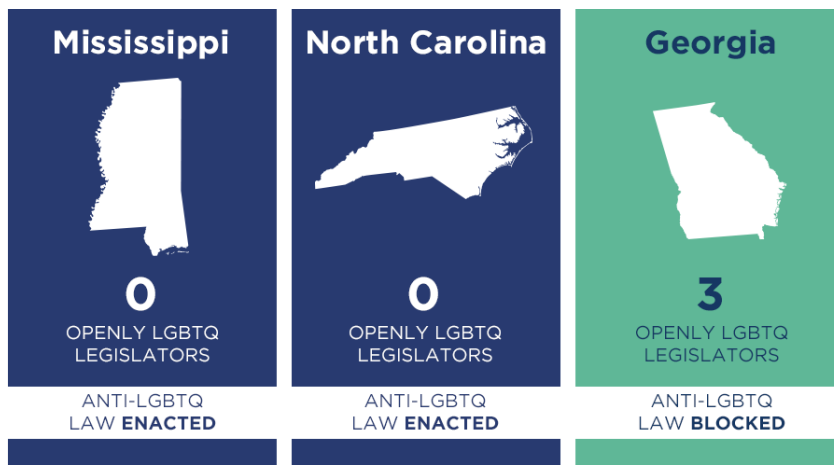 Mississippi
0
OPENLY LGBTQ
LEGISLATORS
ANTI-LGBTQ
LAW ENACTED
North Carolina
0
OPENLY LGBTQ
LEGISLATORS
ANTI-LGBTQ
LAW ENACTED
Georgia
3
OPENLY LGBTQ
LEGISLATORS
ANTI-LGBTQ
LAW BLOCKED